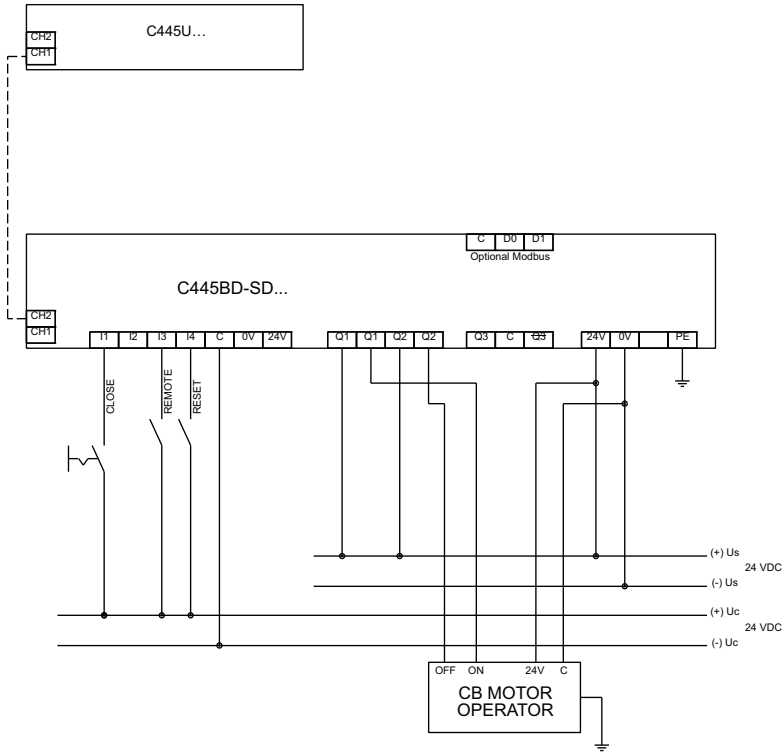 C445U…
CH2
CH1
C D0 D1
Optional Modbus
C445BD-SD...
CH2
CH1
I1 I2 I3 I4 C 0V 24V Q1 Q1 Q2 Q2 Q3 C Q3 24V 0V PE
CLOSE
REMOTE
RESET
(+) Us
24 VDC
(-) Us
(+) Uc
24 VDC
(-) Uc
OFF ON 24V C
CB MOTOR
OPERATOR